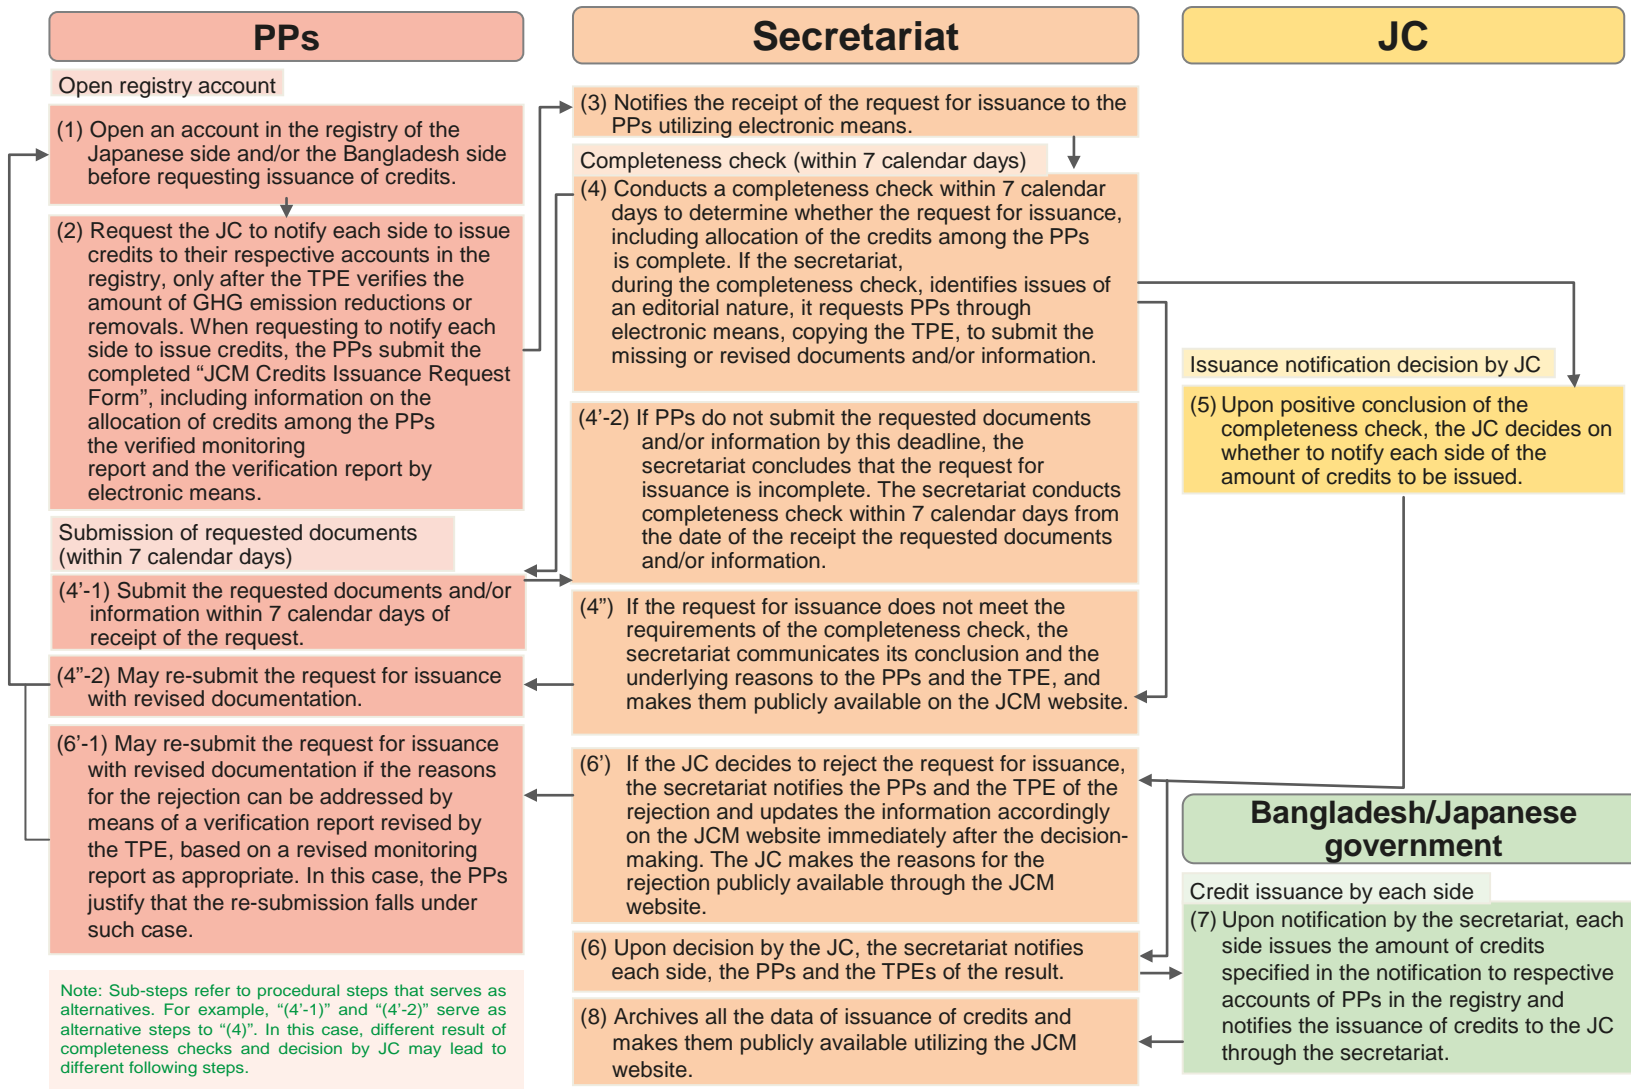 PPs
Open registry account
(1) Open an account in the registry of the
Japanese side and/or the Bangladesh side
before requesting issuance of credits.
(2) Request the JC to notify each side to issue
credits to their respective accounts in the
registry, only after the TPE verifies the
amount of GHG emission reductions or
removals. When requesting to notify each
side to issue credits, the PPs submit the
completed “JCM Credits Issuance Request
Form”, including information on the
allocation of credits among the PPs
the verified monitoring
report and the verification report by
electronic means.
Submission of requested documents
(within 7 calendar days)
(4’-1) Submit the requested documents and/or
information within 7 calendar days of
receipt of the request.
(4”-2) May re-submit the request for issuance
with revised documentation.
(6’-1) May re-submit the request for issuance
with revised documentation if the reasons
for the rejection can be addressed by
means of a verification report revised by
the TPE, based on a revised monitoring
report as appropriate. In this case, the PPs
justify that the re-submission falls under
such case.
Note: Sub-steps refer to procedural steps that serves as
alternatives. For example, “(4’-1)” and “(4’-2)” serve as
alternative steps to “(4)”. In this case, different result of
completeness checks and decision by JC may lead to
different following steps.
Secretariat
(3) Notifies the receipt of the request for issuance to the
PPs utilizing electronic means.
Completeness check (within 7 calendar days)
(4) Conducts a completeness check within 7 calendar
days to determine whether the request for issuance,
including allocation of the credits among the PPs
is complete. If the secretariat,
during the completeness check, identifies issues of
an editorial nature, it requests PPs through
electronic means, copying the TPE, to submit the
missing or revised documents and/or information.
(4’-2) If PPs do not submit the requested documents
and/or information by this deadline, the
secretariat concludes that the request for
issuance is incomplete. The secretariat conducts
completeness check within 7 calendar days from
the date of the receipt the requested documents
and/or information.
(4”) If the request for issuance does not meet the
requirements of the completeness check, the
secretariat communicates its conclusion and the
underlying reasons to the PPs and the TPE, and
makes them publicly available on the JCM website.
(6’) If the JC decides to reject the request for issuance,
the secretariat notifies the PPs and the TPE of the
rejection and updates the information accordingly
on the JCM website immediately after the decision-
making. The JC makes the reasons for the
rejection publicly available through the JCM
website.
(6) Upon decision by the JC, the secretariat notifies
each side, the PPs and the TPEs of the result.
(8) Archives all the data of issuance of credits and
makes them publicly available utilizing the JCM
website.
JC
Issuance notification decision by JC
(5) Upon positive conclusion of the
completeness check, the JC decides on
whether to notify each side of the
amount of credits to be issued.
Bangladesh/Japanese
government
Credit issuance by each side
(7) Upon notification by the secretariat, each
side issues the amount of credits
specified in the notification to respective
accounts of PPs in the registry and
notifies the issuance of credits to the JC
through the secretariat.